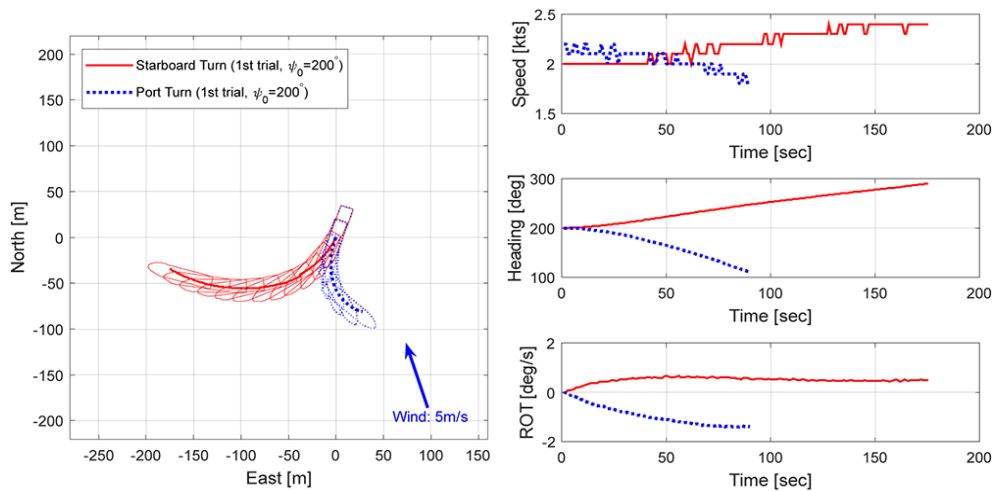 200
150
100
50
0
-50
-100
-150
-200
North [m]
-250 -200 -150 -100 -50 0 50 100 150
East [m]
Starboard Turn (1st trial, ψ0=200°)
Port Turn (1st trial, ψ0=200°)
Wind: 5m/s
2.5
2
1.5
Speed [kts]
0 50 100 150 200
Time [sec]
300
200
100
Heading [deg]
0 50 100 150 200
Time [sec]
2
0
-2
ROT [deg/s]
0 50 100 150 200
Time [sec]